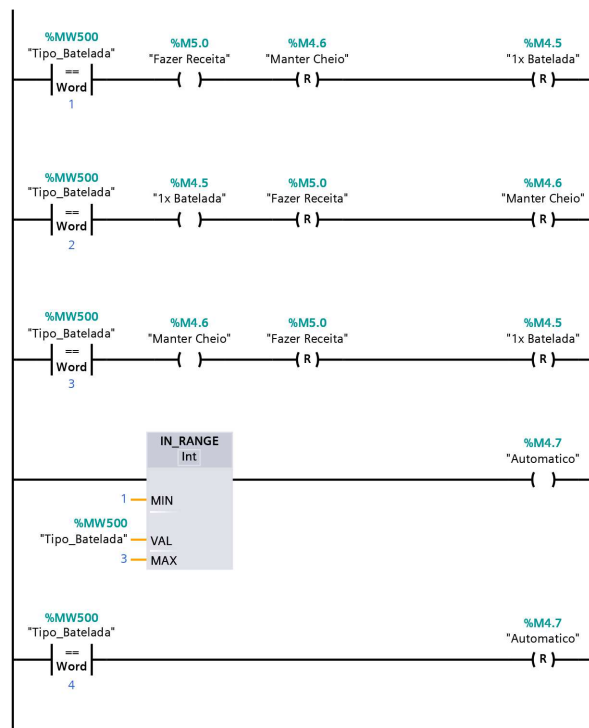 %MW500
"Tipo_Batelada"
==
Word
1
%M5.0
"Fazer Receita"
%M4.6
"Manter Cheio"
R
%M4.5
"1x Batelada"
R
%MW500
"Tipo_Batelada"
==
Word
2
%M4.5
"1x Batelada"
%M5.0
"Fazer Receita"
R
%M4.6
"Manter Cheio"
R
%MW500
"Tipo_Batelada"
==
Word
3
%M4.6
"Manter Cheio"
%M5.0
"Fazer Receita"
R
%M4.5
"1x Batelada"
R
IN_RANGE
Int
1
MIN
%MW500
"Tipo_Batelada"
VAL
3
MAX
%M4.7
"Automatico"
%MW500
"Tipo_Batelada"
==
Word
4
%M4.7
"Automatico"
R